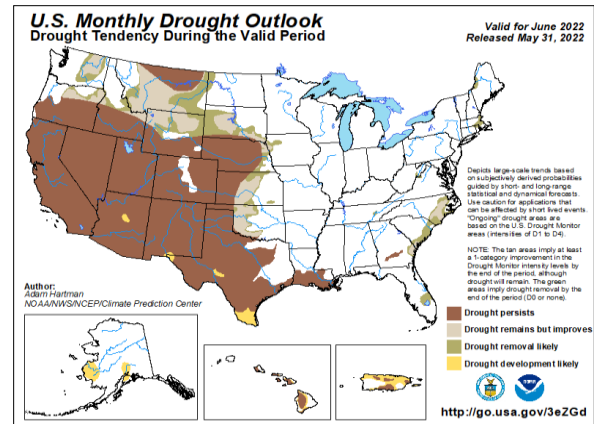 U.S. Monthly Drought Outlook
Drought Tendency During the Valid Period
Valid for June 2022
Released May 31, 2022
Depicts large-scale trends based
on subjectively derived probabilities
guided by short- and long-range
statistical and dynamical forecasts.
Use caution for applications that
can be affected by short lived events.
"Ongoing" drought areas are
based on the U.S. Drought Monitor
areas (intensities of D1 to D4).
NOTE: The tan areas imply at least
a 1-category improvement in the
Drought Monitor intensity levels by
the end of the period, although
drought will remain. The green
areas imply drought removal by the
end of the period (D0 or none).
Author:
Adam Hartman
NOAA/NWS/NCEP/Climate Prediction Center
Drought persists
Drought remains but improves
Drought removal likely
Drought development likely
http://go.usa.gov/3eZGd